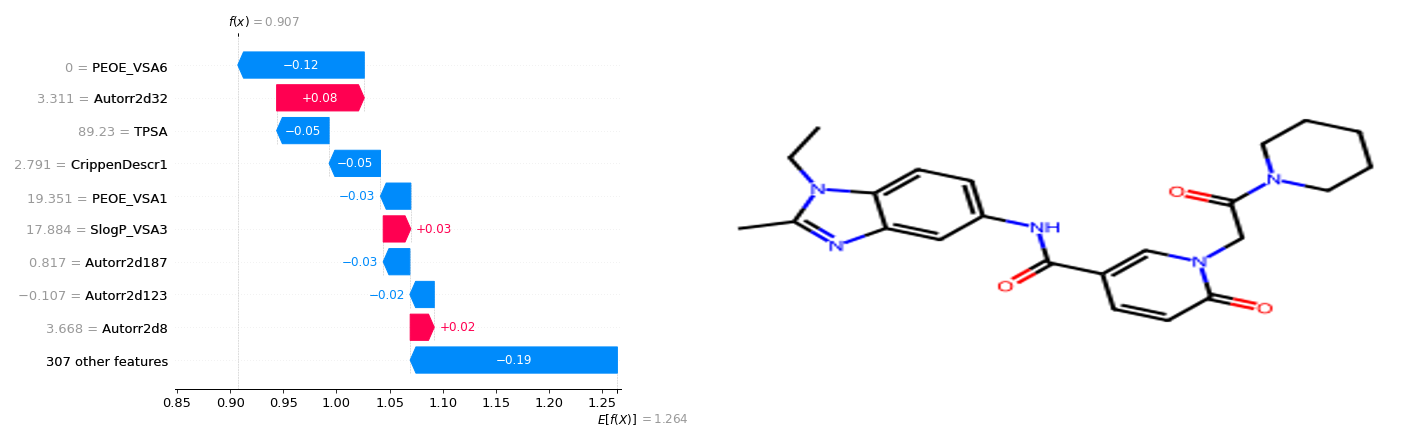 f(x) = 0.907
0 = PEOE_VSA6
−0.12
3.311 = Autorr2d32
+0.08
89.23 = TPSA
−0.05
2.791 = CrippenDescr1
−0.05
19.351 = PEOE_VSA1
−0.03
17.884 = SlogP_VSA3
+0.03
0.817 = Autorr2d187
−0.03
−0.107 = Autorr2d123
−0.02
3.668 = Autorr2d8
+0.02
307 other features
−0.19
0.85 0.90 0.95 1.00 1.05 1.10 1.15 1.20 1.25
E[f(X)] = 1.264
N
N
NH
O
O
N
N
O